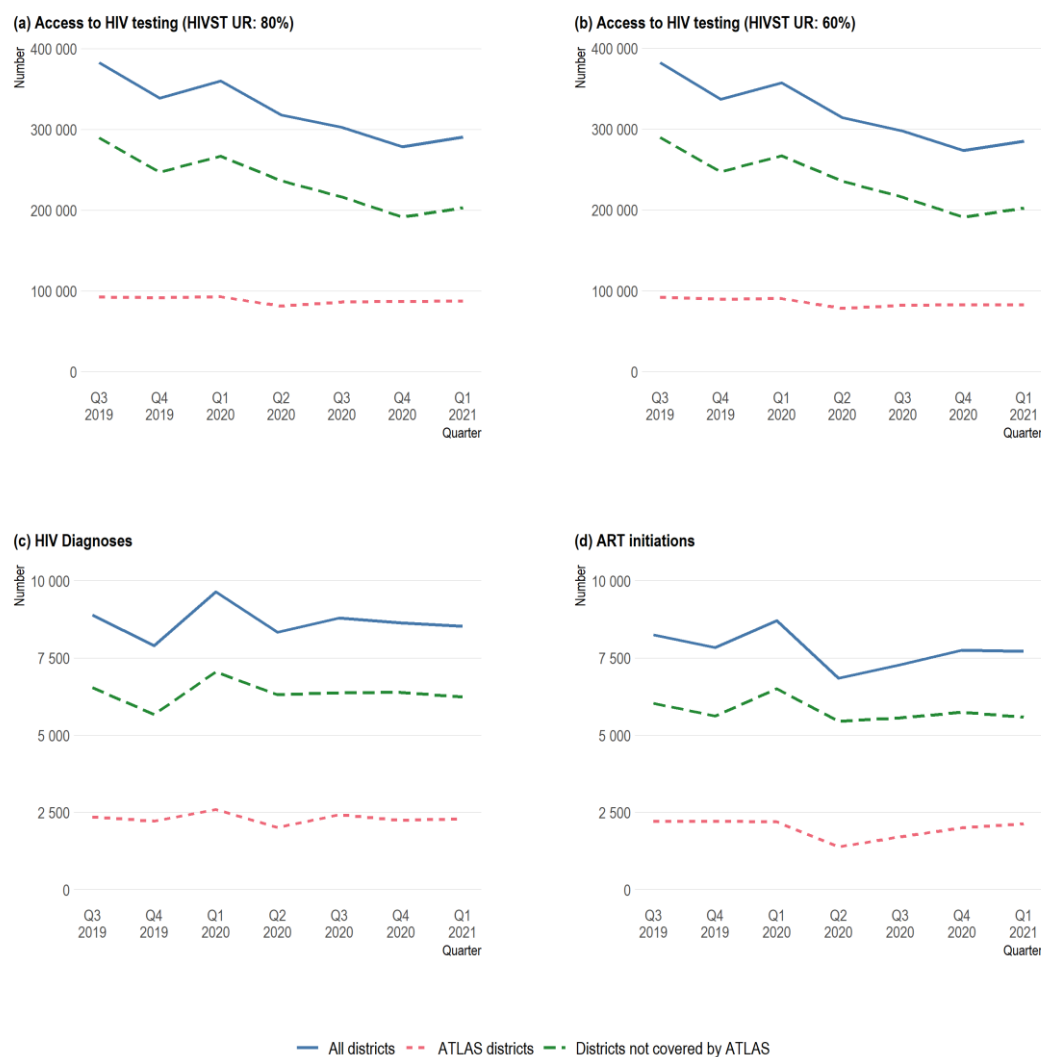 (a) Access to HIV testing (HIVST UR: 80%)
Number
400 000
300 000
200 000
100 000
0
Q3 Q4 Q1 Q2 Q3 Q4 Q1
2019 2019 2020 2020 2020 2020 2021
Quarter
(b) Access to HIV testing (HIVST UR: 60%)
Number
400 000
300 000
200 000
100 000
0
Q3 Q4 Q1 Q2 Q3 Q4 Q1
2019 2019 2020 2020 2020 2020 2021
Quarter
(c) HIV Diagnoses
Number
10 000
7 500
5 000
2 500
0
Q3 Q4 Q1 Q2 Q3 Q4 Q1
2019 2019 2020 2020 2020 2020 2021
Quarter
(d) ART initiations
Number
10 000
7 500
5 000
2 500
0
Q3 Q4 Q1 Q2 Q3 Q4 Q1
2019 2019 2020 2020 2020 2020 2021
Quarter
All districts ATLAS districts Districts not covered by ATLAS